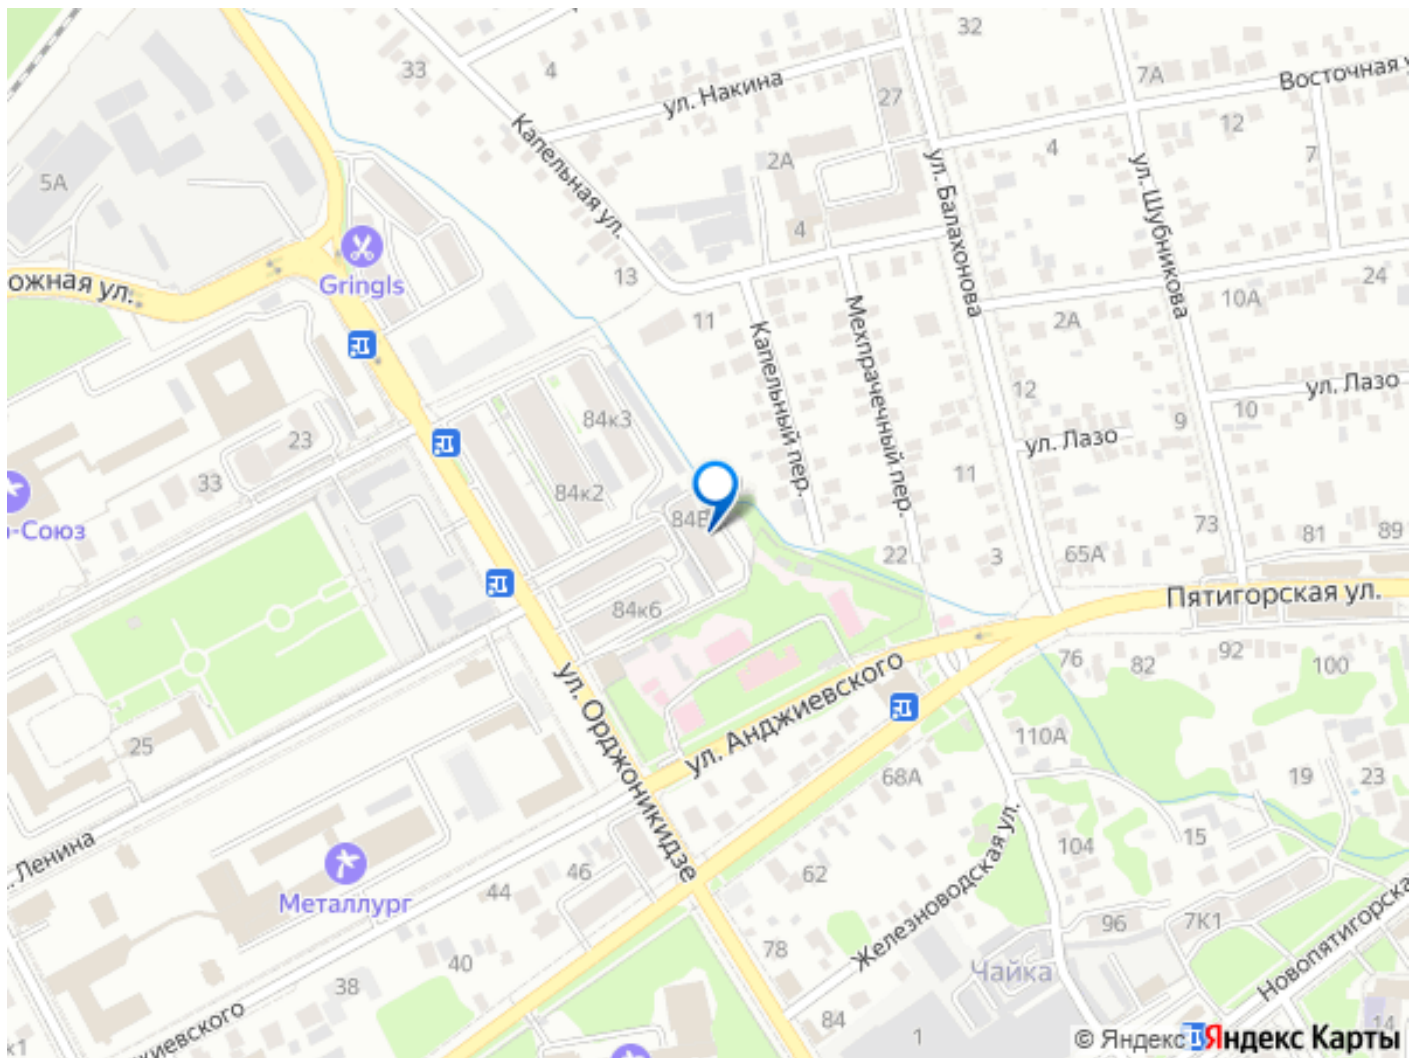 32
33
4
7А
Восточная у
ул. Накина
27
Капельная ул.
12
2А
4
7
5А
ул. Балахонова
ул. Шубникова
4
Gringls
13
24
ожная ул.
10А
11
2А
Капельный пер.
Мехпрачечный пер.
12
ул. Лазо
10
84к3
9
23
ул. Лазо
33
11
84к2
84В
-Союз
73
81
89
22
3
65А
84к6
Пятигорская ул.
76
82
92
100
ул. Орджоникидзе
ул. Анджиевского
25
110А
68А
19
23
. Ленина
15
Железноводская ул.
104
46
62
44
Металлург
96
7К1
78
40
Чайка
Новопятигорска
38
84
1
14
жиевского
к1
© Яндекс
Яндекс Карты